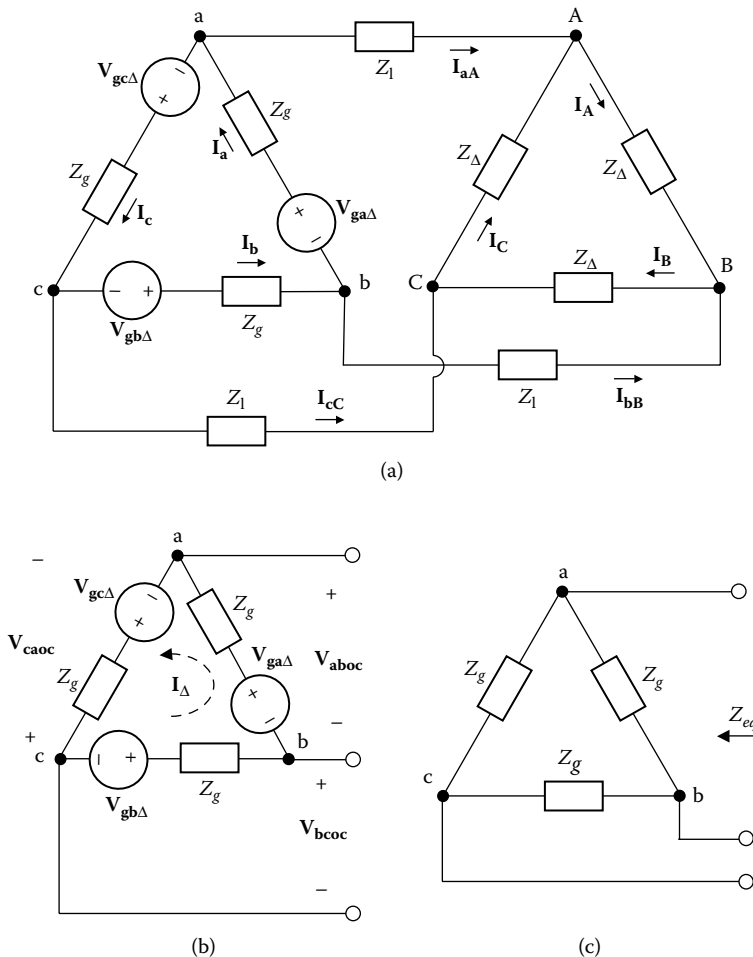 a
A
V_gcΔ
−
+
Z_l
I_aA
Z_g
I_a
I_A
Z_g
Z_Δ
Z_Δ
I_c
+
−
V_gaΔ
I_b
I_C
I_B
c
−
+
b
C
Z_Δ
B
V_gbΔ
Z_g
I_cC
Z_l
Z_l
I_bB
(a)
a
−
V_gcΔ
−
+
Z_g
+
V_caoc
V_gaΔ
V_aboc
Z_g
I_Δ
+
−
+
−
c
−
+
b
Z_g
+
V_gbΔ
V_bcoc
−
(b)
a
Z_g
Z_g
c
Z_g
b
(c)